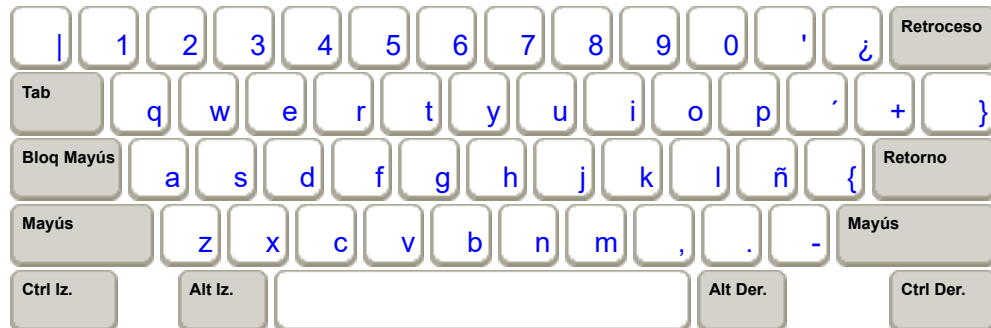 | 1 2 3 4 5 6 7 8 9 0 ' ¿ Retroceso
Tab q w e r t y u i o p ´ + }
Bloq Mayús a s d f g h j k l ñ { Retorno
Mayús z x c v b n m , . - Mayús
Ctrl Iz. Alt Iz. Alt Der. Ctrl Der.